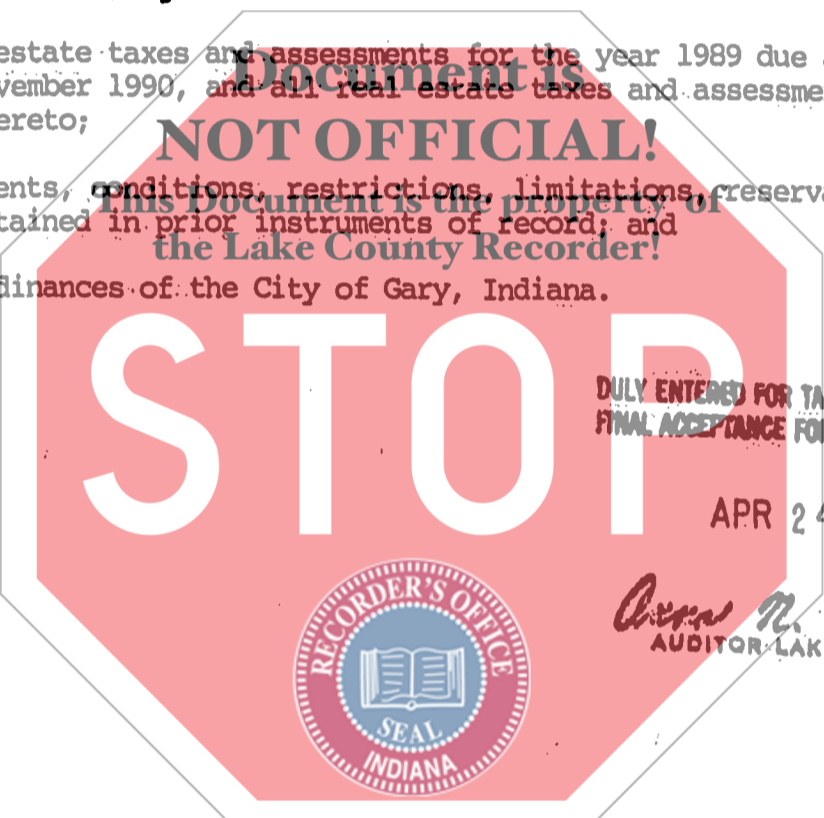 estate taxes and assessments for the year 1989 due
Document is
vember 1990, and all real estate taxes and assessme
ereto;
NOT OFFICIAL!
ents, conditions, restrictions, limitations, reserva
This Document is the property of
tained in prior instruments of record; and
the Lake County Recorder!
dinances of the City of Gary, Indiana.
STOP
DULY ENTERED FOR TA
FINAL ACCEPTANCE FOR
APR 24
N.
AUDITOR LAK
RECORDER'S OFFICE
SEAL
INDIANA